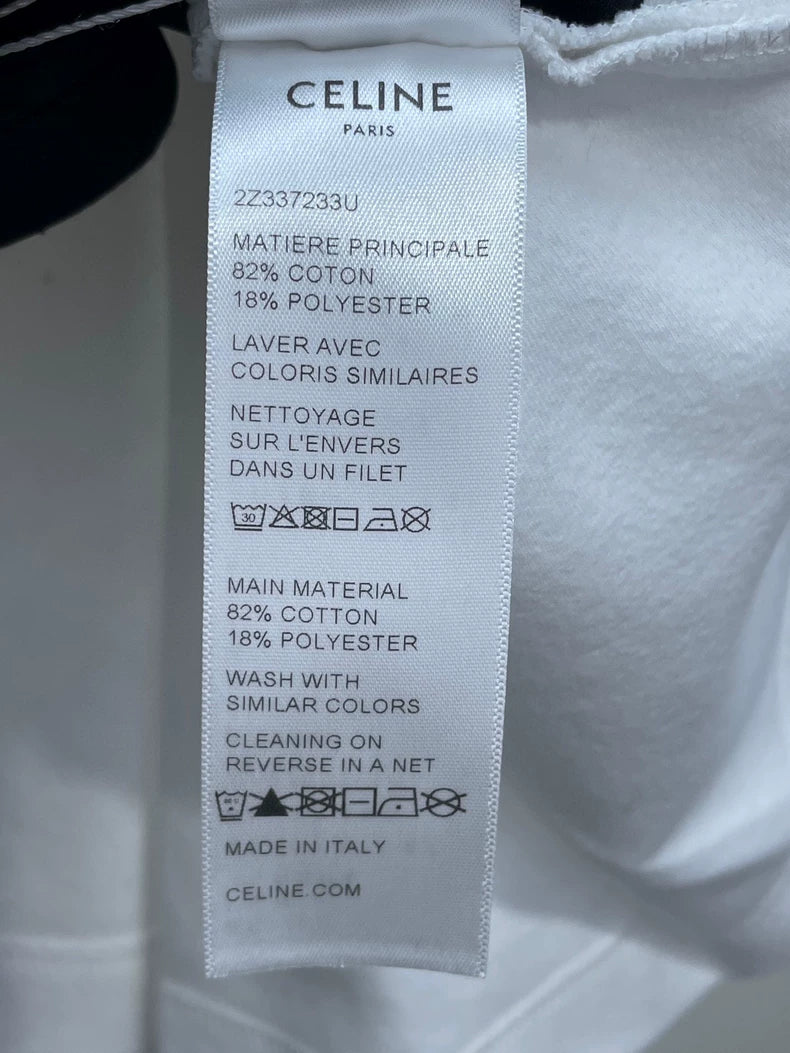 CELINE
PARIS
2Z337233U
MATIERE PRINCIPALE
82% COTON
18% POLYESTER
LAVER AVEC
COLORIS SIMILAIRES
NETTOYAGE
SUR L'ENVERS
DANS UN FILET
30
MAIN MATERIAL
82% COTTON
18% POLYESTER
WASH WITH
SIMILAR COLORS
CLEANING ON
REVERSE IN A NET
MADE IN ITALY
CELINE.COM